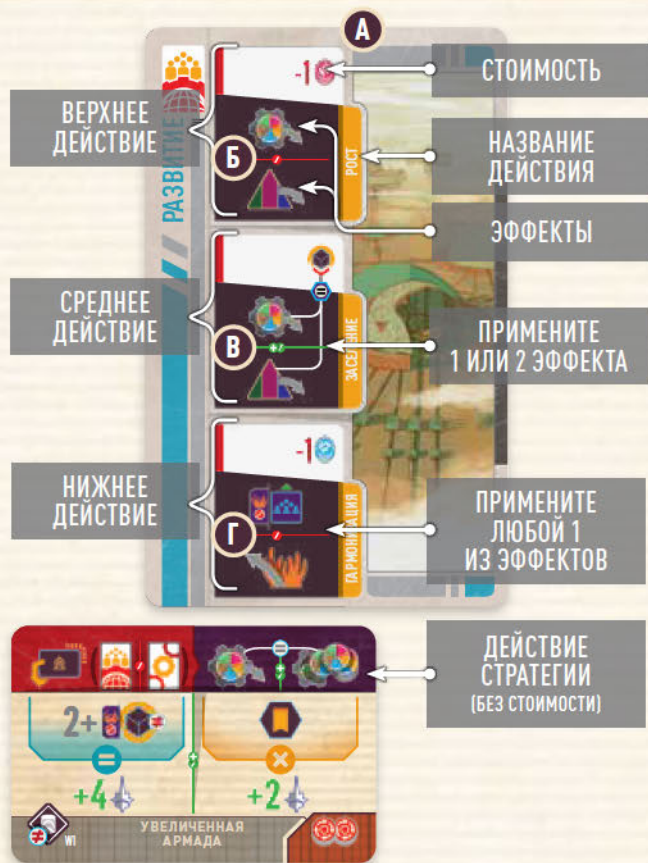 А
-1
СТОИМОСТЬ
ВЕРХНЕЕ
ДЕЙСТВИЕ
РАЗВИТИЕ
Б
РОСТ
НАЗВАНИЕ
ДЕЙСТВИЯ
ЭФФЕКТЫ
СРЕДНЕЕ
ДЕЙСТВИЕ
В
ЗАСЕЛЕНИЕ
ПРИМЕНИТЕ
1 ИЛИ 2 ЭФФЕКТА
-1
НИЖНЕЕ
ДЕЙСТВИЕ
Г
ГАРМОНИЗАЦИЯ
ПРИМЕНИТЕ
ЛЮБОЙ 1
ИЗ ЭФФЕКТОВ
ДЕЙСТВИЕ
СТРАТЕГИИ
(БЕЗ СТОИМОСТИ)
2+
+4
+2
УВЕЛИЧЕННАЯ
АРМАДА
W1